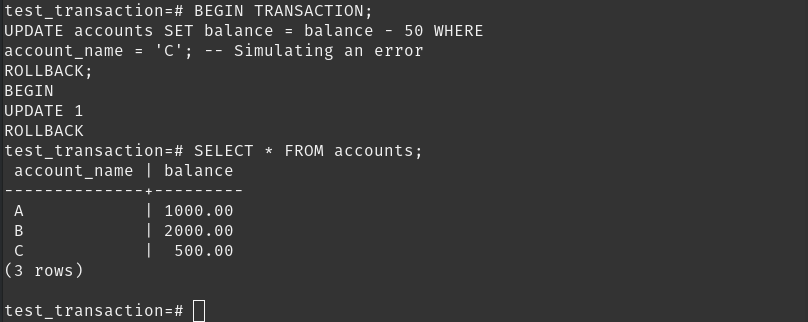 test_transaction=# BEGIN TRANSACTION;
UPDATE accounts SET balance = balance - 50 WHERE
account_name = 'C'; -- Simulating an error
ROLLBACK;
BEGIN
UPDATE 1
ROLLBACK
test_transaction=# SELECT * FROM accounts;
 account_name | balance
--------------+---------
 A            | 1000.00
 B            | 2000.00
 C            |  500.00
(3 rows)

test_transaction=#